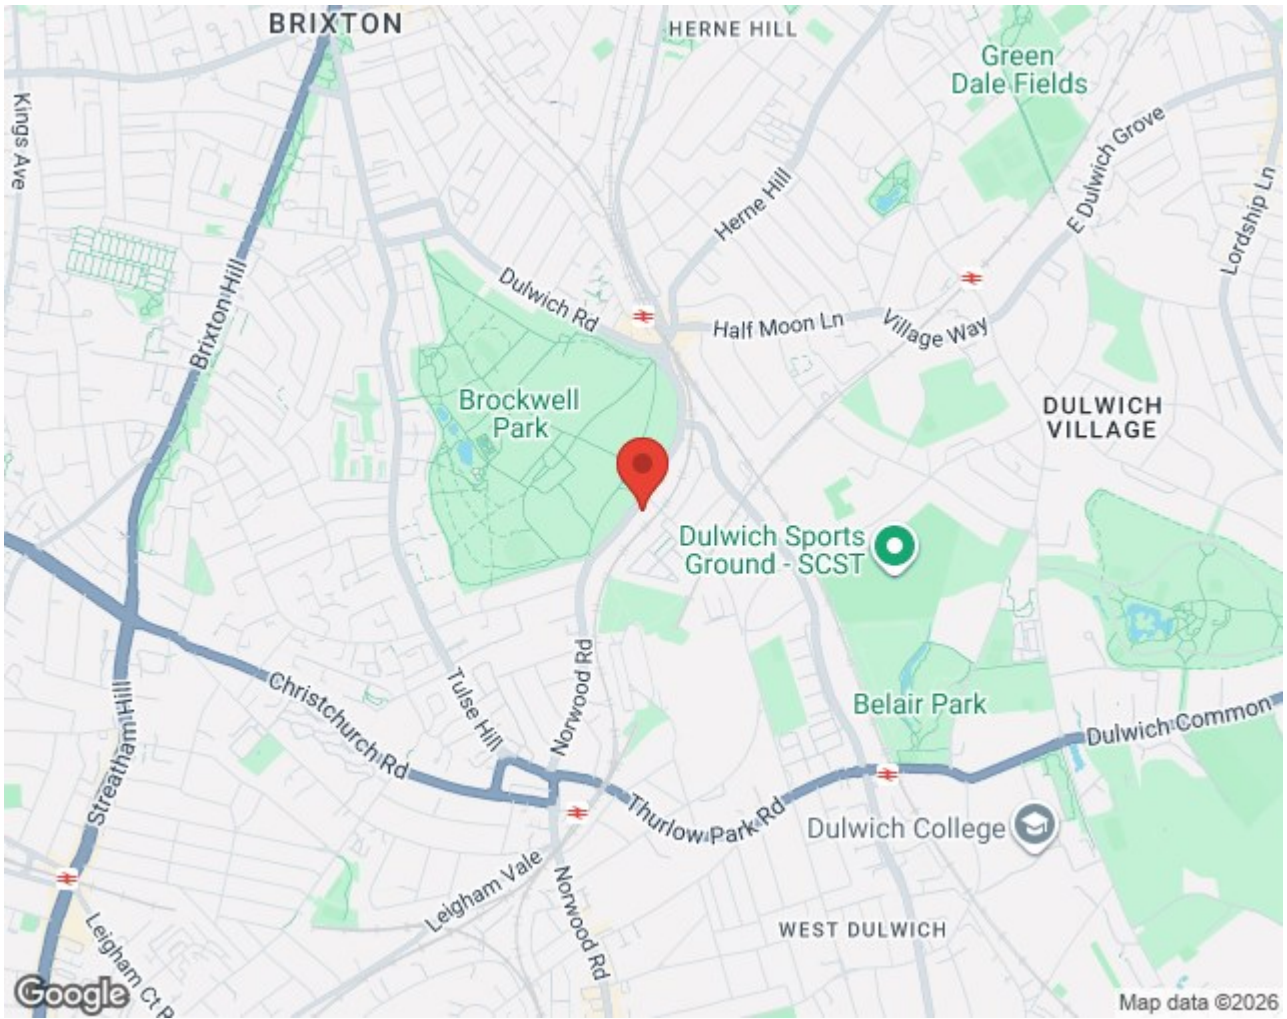 BRIXTON
HERNE HILL
Green
Dale Fields
Kings Ave
E Dulwich Grove
Herne Hill
Lordship Ln
Brixton Hill
Dulwich Rd
Half Moon Ln
Village Way
Brockwell
Park
DULWICH
VILLAGE
Dulwich Sports
Ground - SCST
Norwood Rd
Tulse Hill
Christchurch Rd
Belair Park
Dulwich Common
Streatham Hill
Thurlow Park Rd
Dulwich College
Leigham Vale
Norwood Rd
WEST DULWICH
Leigham Ct R
Google
Map data ©2026